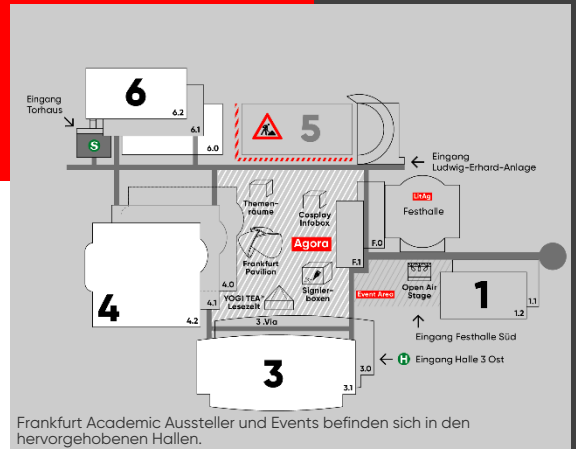 6
6.2
6.1
6.0
5
Eingang
Torhaus
S
Eingang
Ludwig-Erhard-Anlage
LitAg
Festhalle
F.0
F.1
Themen-
räume
Cosplay
Infobox
Agora
Frankfurt
Pavilion
Signier-
boxen
YOGI TEA®
Lesezelt
4
4.0
4.1
4.2
Event Area
Open Air
Stage
1
1.1
1.2
Eingang Festhalle Süd
3.Via
3
3.0
3.1
H Eingang Halle 3 Ost
Frankfurt Academic Aussteller und Events befinden sich in den
hervorgehobenen Hallen.